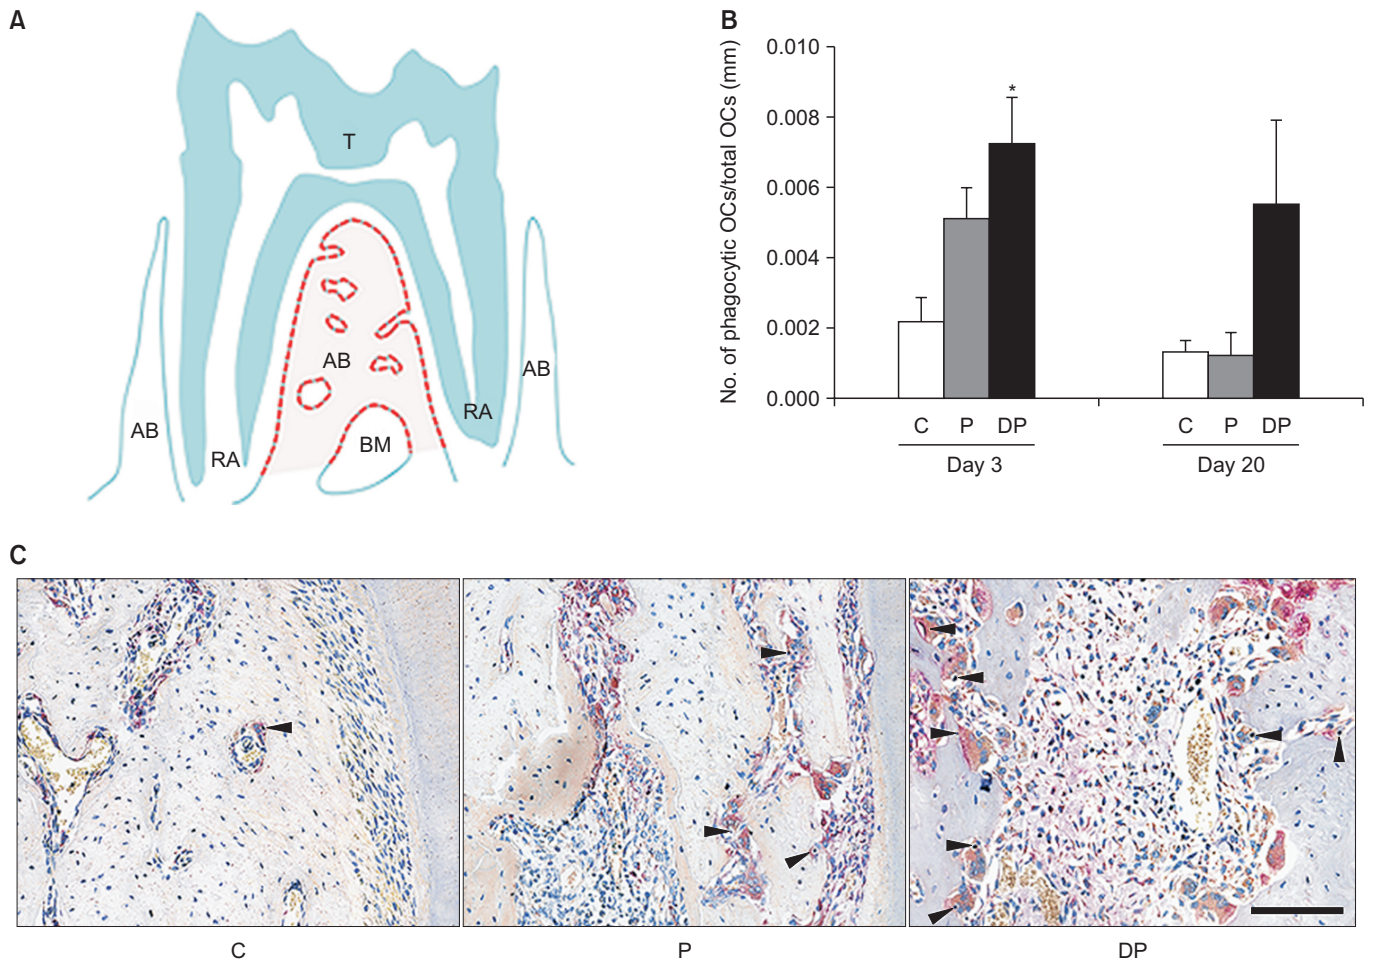 A
T
AB
AB
AB
RA
RA
BM
B
No. of phagocytic OCs/total OCs (mm)
0.010
0.008
0.006
0.004
0.002
0.000
*
C P DP C P DP
Day 3 Day 20
C
C P DP